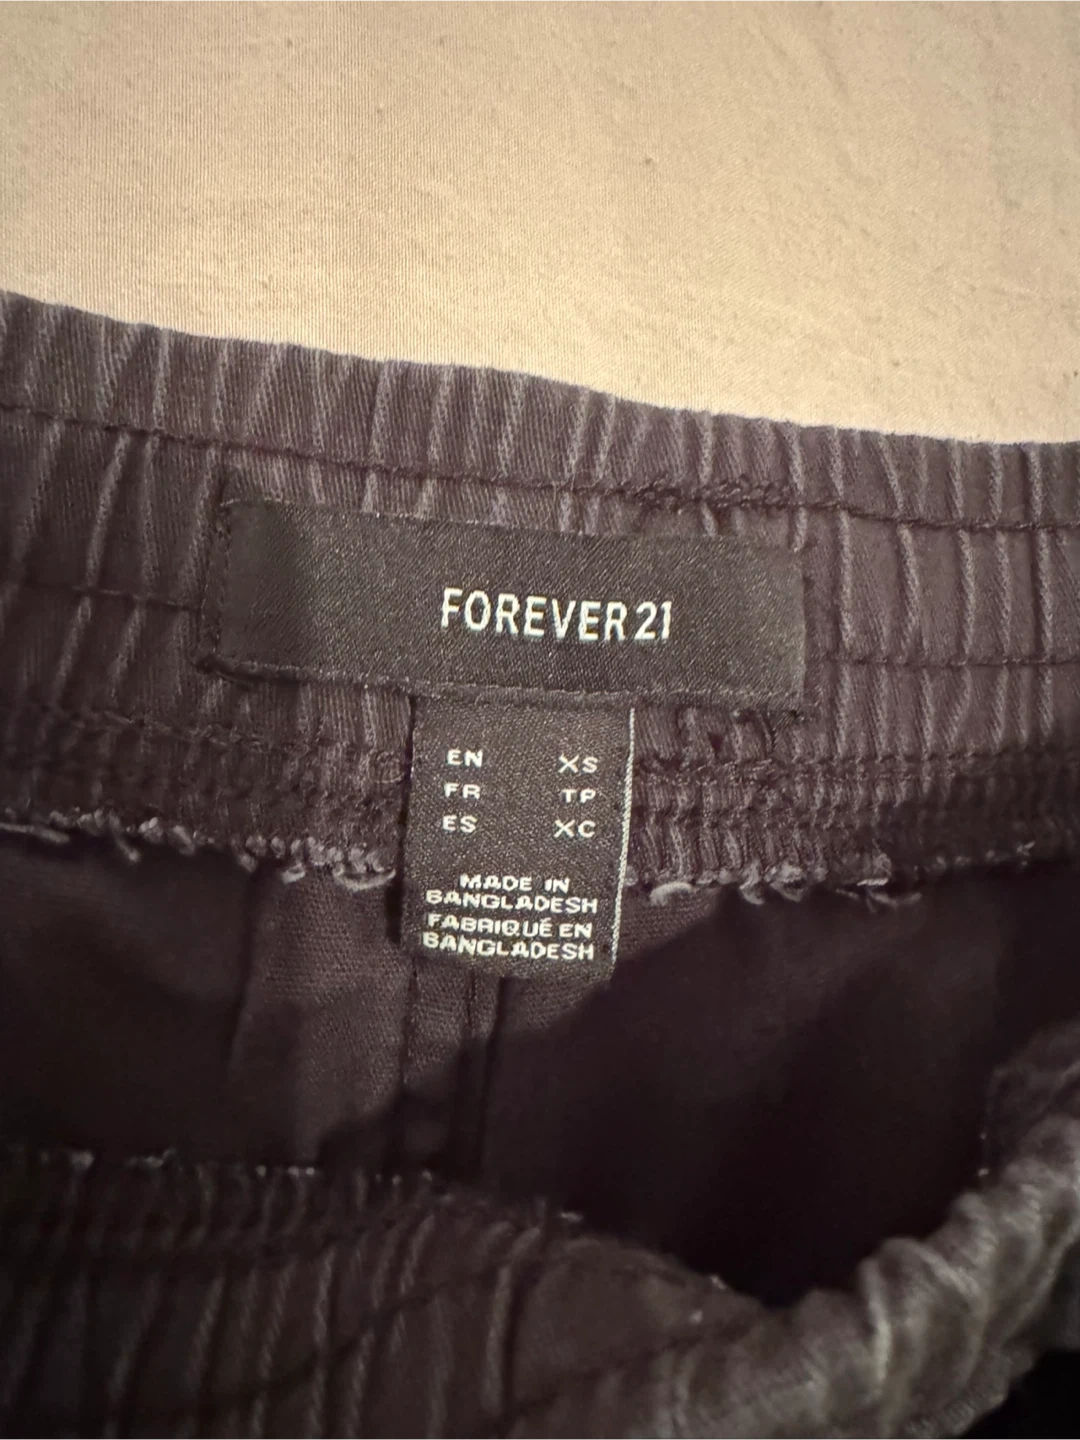 FOREVER 21
EN XS
FR TP
ES XC
MADE IN
BANGLADESH
FABRIQUÉ EN
BANGLADESH